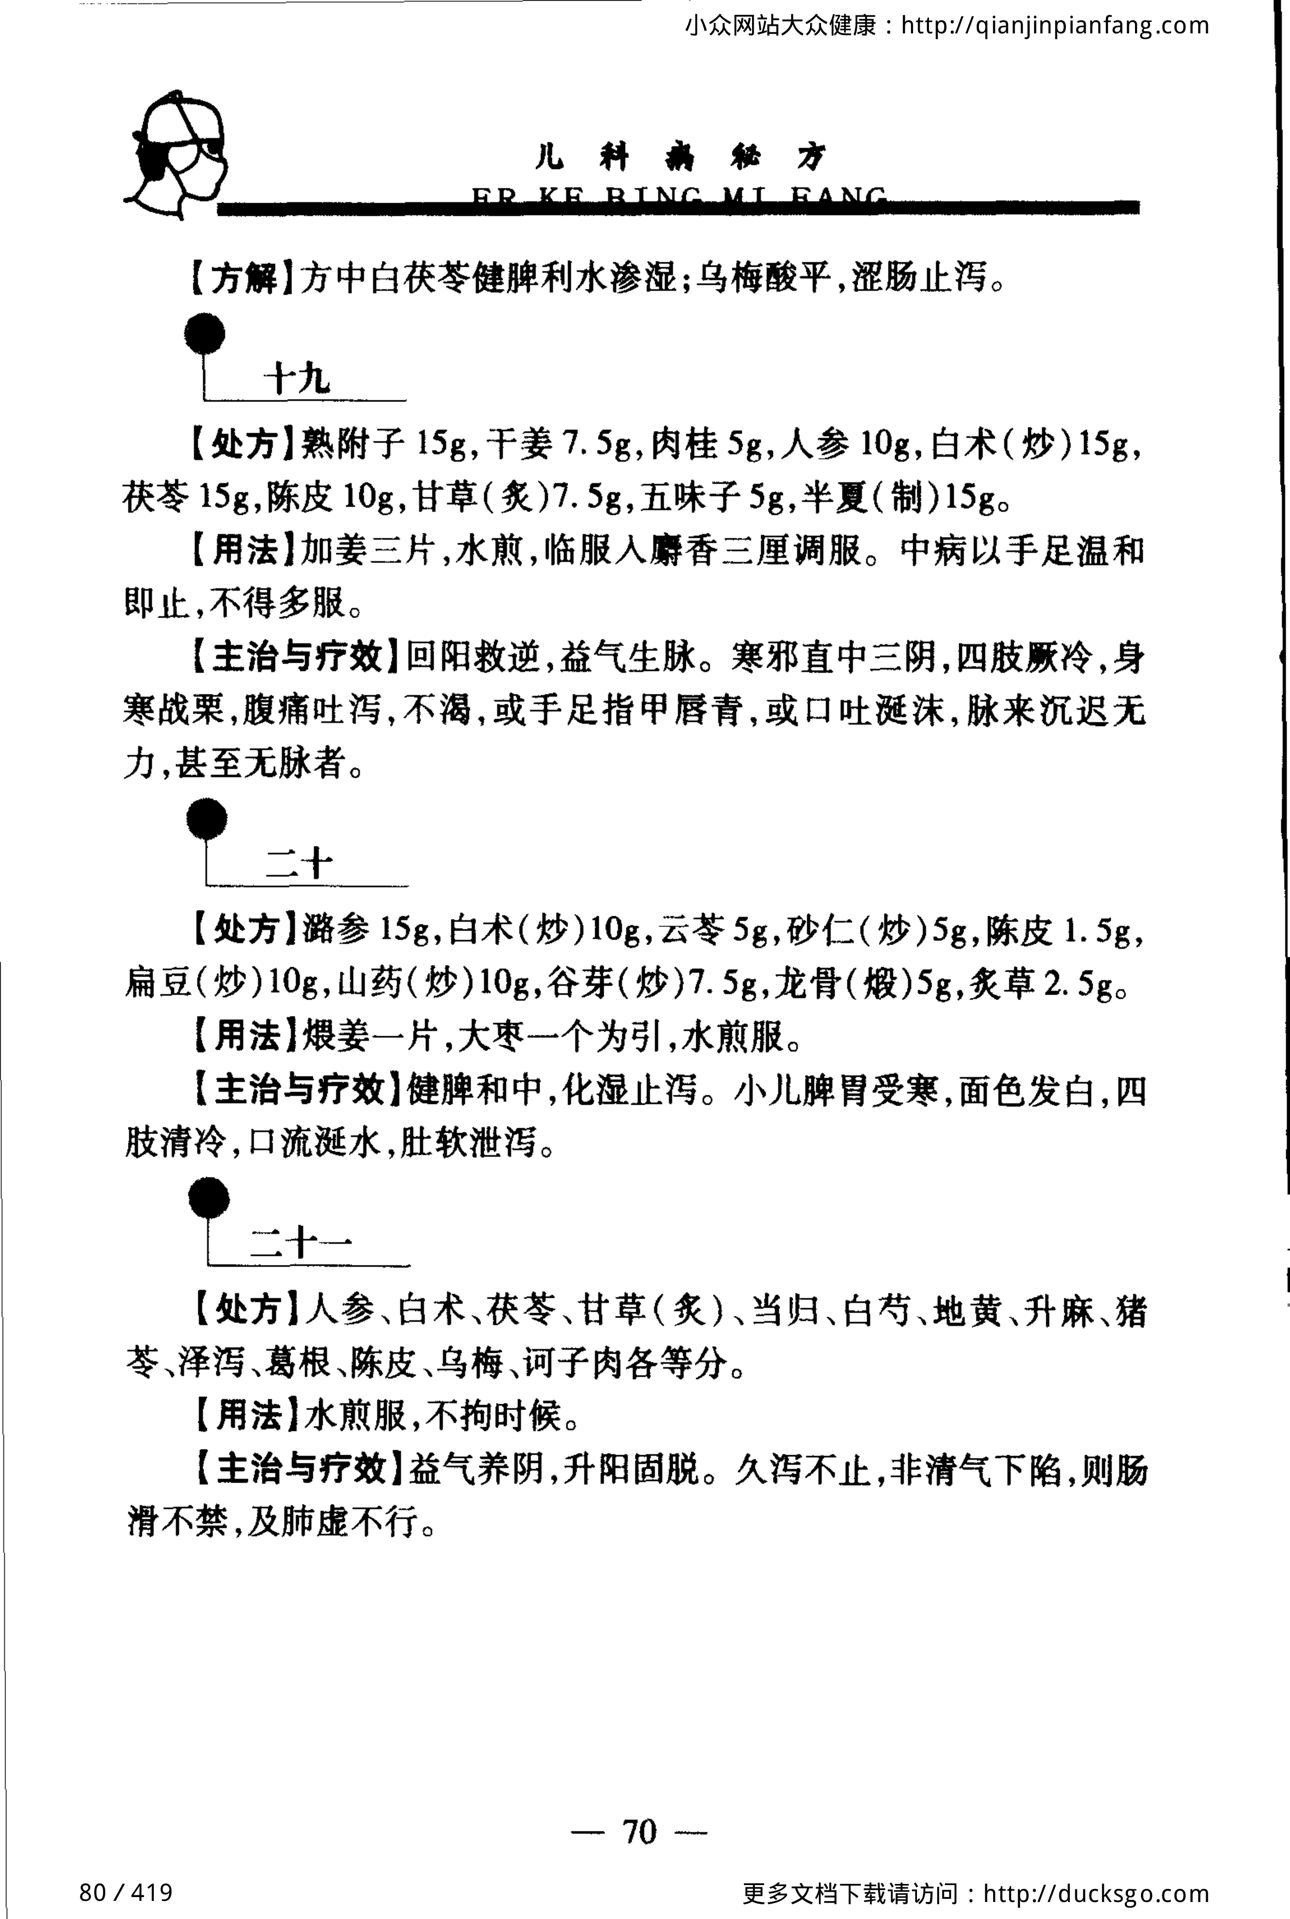 小众网站大众健康：http://qianjinpianfang.com
儿科病秘方
ER KE BING MI FANG
【方解】方中白茯苓健脾利水渗湿；乌梅酸平，涩肠止泻。
十九
【处方】熟附子 15g，干姜 7.5g，肉桂 5g，人参 10g，白术（炒）15g，
茯苓 15g，陈皮 10g，甘草（炙）7.5g，五味子 5g，半夏（制）15g。
【用法】加姜三片，水煎，临服入麝香三厘调服。中病以手足温和
即止，不得多服。
【主治与疗效】回阳救逆，益气生脉。寒邪直中三阴，四肢厥冷，身
寒战栗，腹痛吐泻，不渴，或手足指甲唇青，或口吐涎沫，脉来沉迟无
力，甚至无脉者。
二十
【处方】潞参 15g，白术（炒）10g，云苓 5g，砂仁（炒）5g，陈皮 1.5g，
扁豆（炒）10g，山药（炒）10g，谷芽（炒）7.5g，龙骨（煅）5g，炙草 2.5g。
【用法】煨姜一片，大枣一个为引，水煎服。
【主治与疗效】健脾和中，化湿止泻。小儿脾胃受寒，面色发白，四
肢清冷，口流涎水，肚软泄泻。
二十一
【处方】人参、白术、茯苓、甘草（炙）、当归、白芍、地黄、升麻、猪
苓、泽泻、葛根、陈皮、乌梅、诃子肉各等分。
【用法】水煎服，不拘时候。
【主治与疗效】益气养阴，升阳固脱。久泻不止，非清气下陷，则肠
滑不禁，及肺虚不行。
— 70 —
80 / 419
更多文档下载请访问：http://ducksgo.com